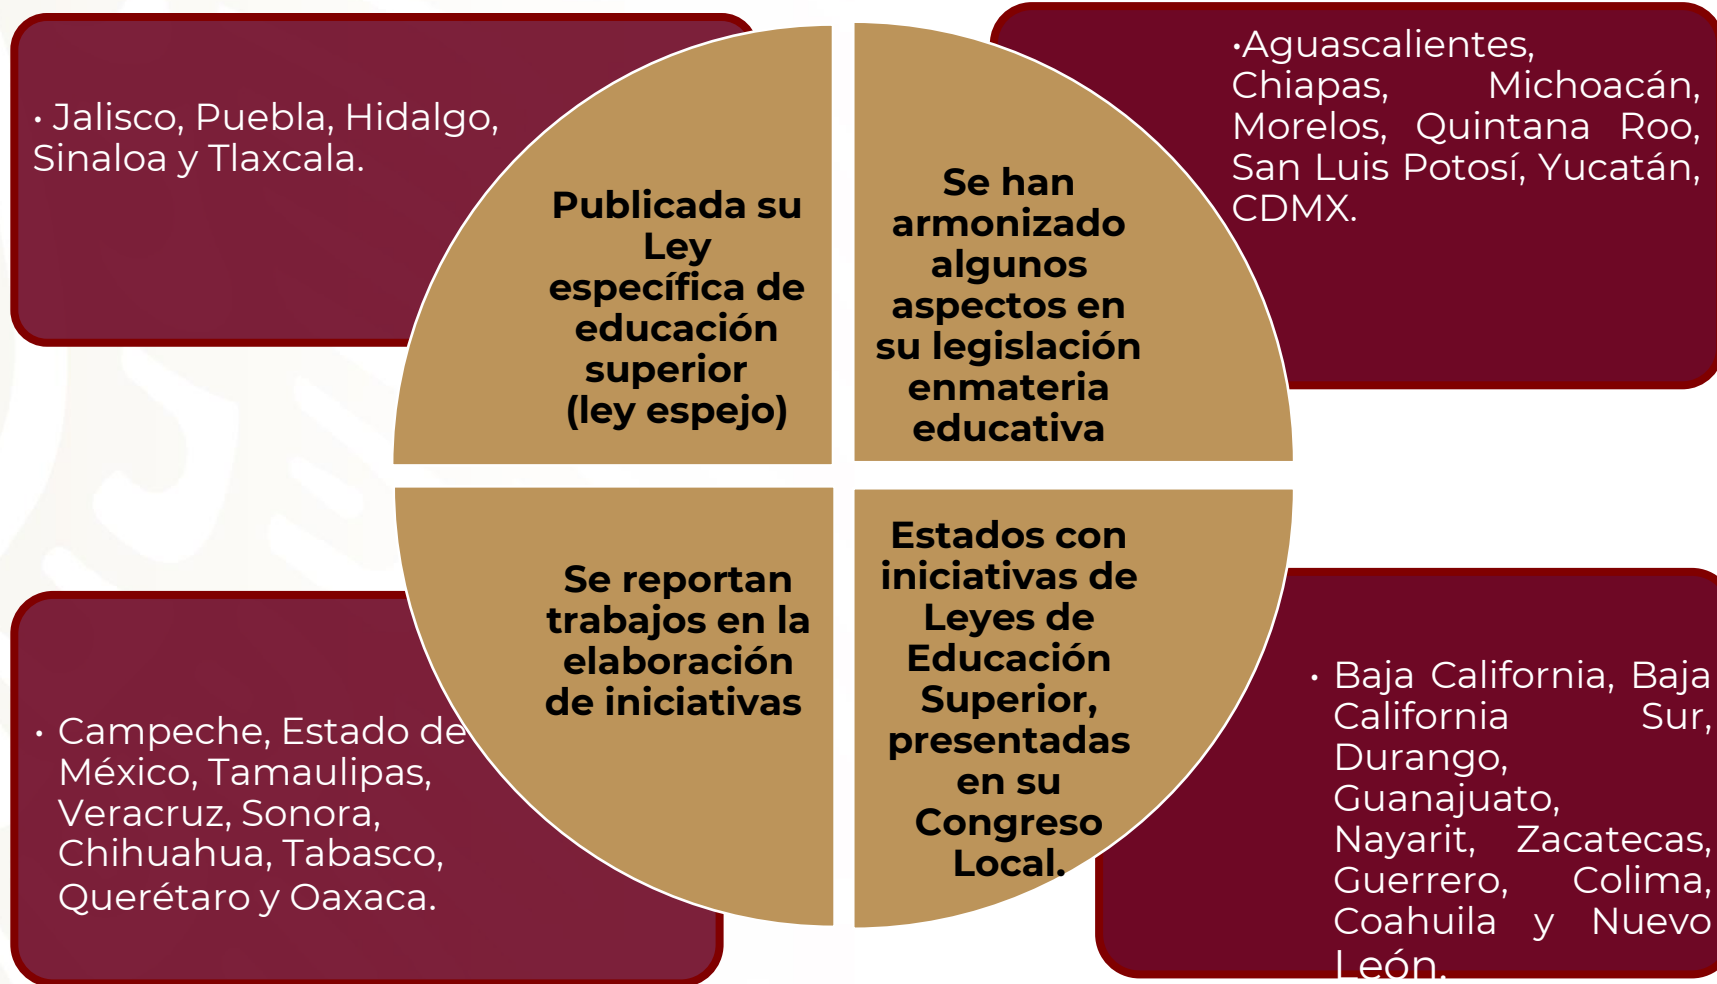 • Jalisco, Puebla, Hidalgo,
Sinaloa y Tlaxcala.
Publicada su
Ley
específica de
educación
superior
(ley espejo)
Se han
armonizado
algunos
aspectos en
su legislación
enmateria
educativa
•Aguascalientes,
Chiapas, Michoacán,
Morelos, Quintana Roo,
San Luis Potosí, Yucatán,
CDMX.
• Campeche, Estado de
México, Tamaulipas,
Veracruz, Sonora,
Chihuahua, Tabasco,
Querétaro y Oaxaca.
Se reportan
trabajos en la
elaboración
de iniciativas
Estados con
iniciativas de
Leyes de
Educación
Superior,
presentadas
en su
Congreso
Local.
• Baja California, Baja
California Sur,
Durango,
Guanajuato,
Nayarit, Zacatecas,
Guerrero, Colima,
Coahuila y Nuevo
León.